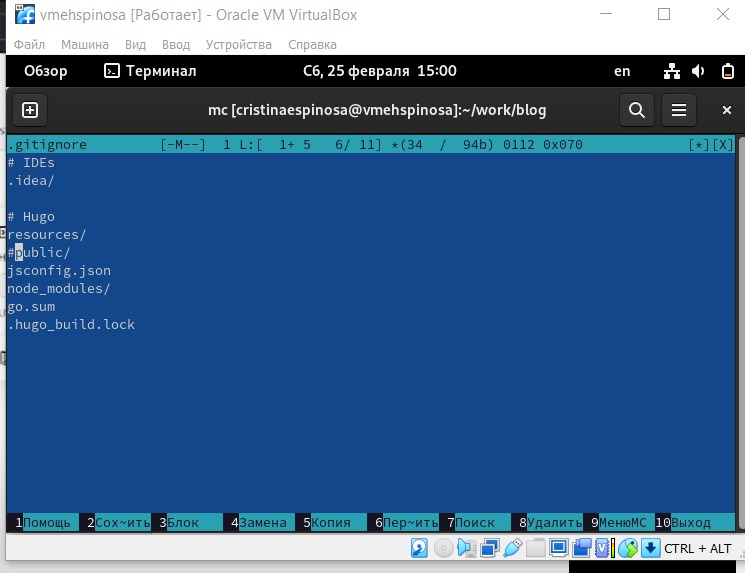 vmehspinosa [Работает] - Oracle VM VirtualBox
Файл Машина Вид Ввод Устройства Справка
Обзор Терминал Сб, 25 февраля 15:00 en
mc [cristinaespinosa@vmehspinosa]:~/work/blog
.gitignore [-M--] 1 L:[ 1+ 5 6/ 11] *(34 / 94b) 0112 0x070 [*][X]
# IDEs
.idea/
# Hugo
resources/
#public/
jsconfig.json
node_modules/
go.sum
.hugo_build.lock
1Помощь 2Сох~ить 3Блок 4Замена 5Копия 6Пер~ить 7Поиск 8Удалить 9МенюMC 10Выход
CTRL + ALT